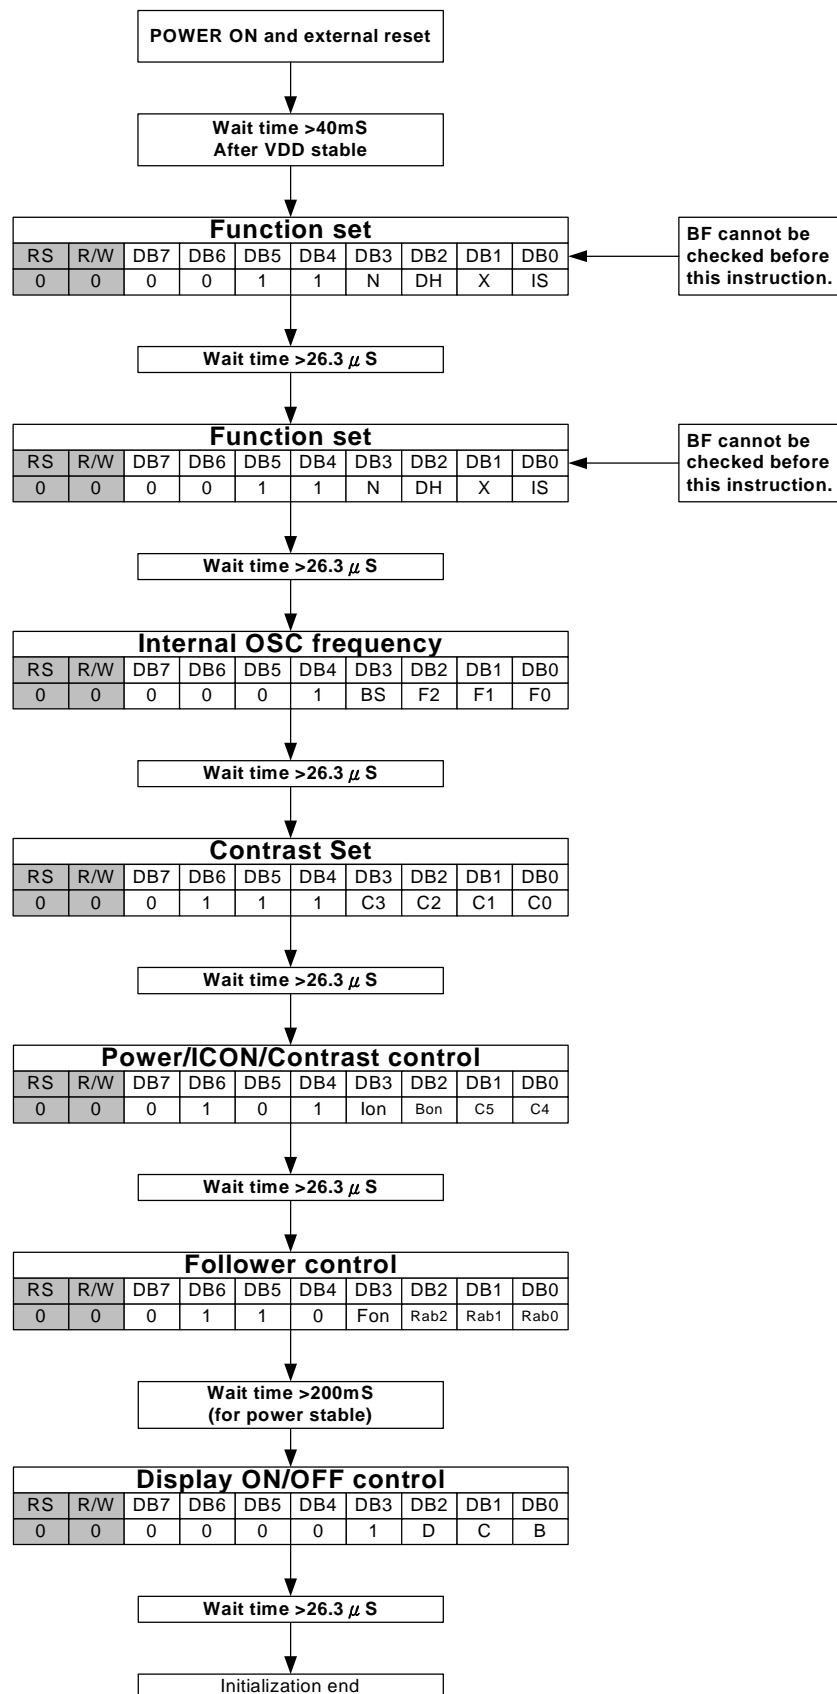 POWER ON and external reset
Wait time >40mS
After VDD stable
Function set
RS R/W DB7 DB6 DB5 DB4 DB3 DB2 DB1 DB0
0 0 0 0 1 1 N DH X IS
BF cannot be
checked before
this instruction.
Wait time >26.3 μ S
Function set
RS R/W DB7 DB6 DB5 DB4 DB3 DB2 DB1 DB0
0 0 0 0 1 1 N DH X IS
BF cannot be
checked before
this instruction.
Wait time >26.3 μ S
Internal OSC frequency
RS R/W DB7 DB6 DB5 DB4 DB3 DB2 DB1 DB0
0 0 0 0 0 1 BS F2 F1 F0
Wait time >26.3 μ S
Contrast Set
RS R/W DB7 DB6 DB5 DB4 DB3 DB2 DB1 DB0
0 0 0 1 1 1 C3 C2 C1 C0
Wait time >26.3 μ S
Power/ICON/Contrast control
RS R/W DB7 DB6 DB5 DB4 DB3 DB2 DB1 DB0
0 0 0 1 0 1 Ion Bon C5 C4
Wait time >26.3 μ S
Follower control
RS R/W DB7 DB6 DB5 DB4 DB3 DB2 DB1 DB0
0 0 0 1 1 0 Fon Rab2 Rab1 Rab0
Wait time >200mS
(for power stable)
Display ON/OFF control
RS R/W DB7 DB6 DB5 DB4 DB3 DB2 DB1 DB0
0 0 0 0 0 0 1 D C B
Wait time >26.3 μ S
Initialization end